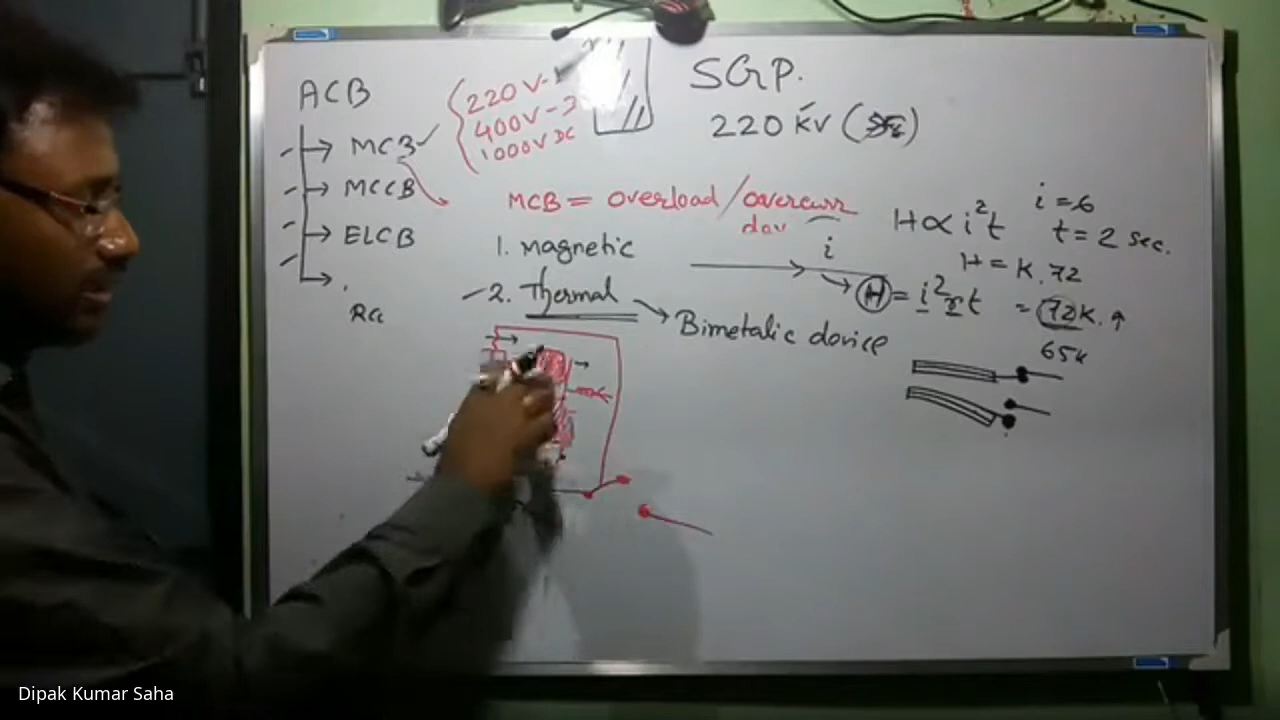 ACB
MCB
MCCB
ELCB
220V-
400V-
1000V DC
SGP.
220 KV
MCB = overload/overcurr
dev
1. magnetic
2. Thermal
Bimetalic device
i
H = i²rt = 72K. ↑
65K
H ∝ i²t
i = 6
t = 2 sec.
H = K.72
Dipak Kumar Saha